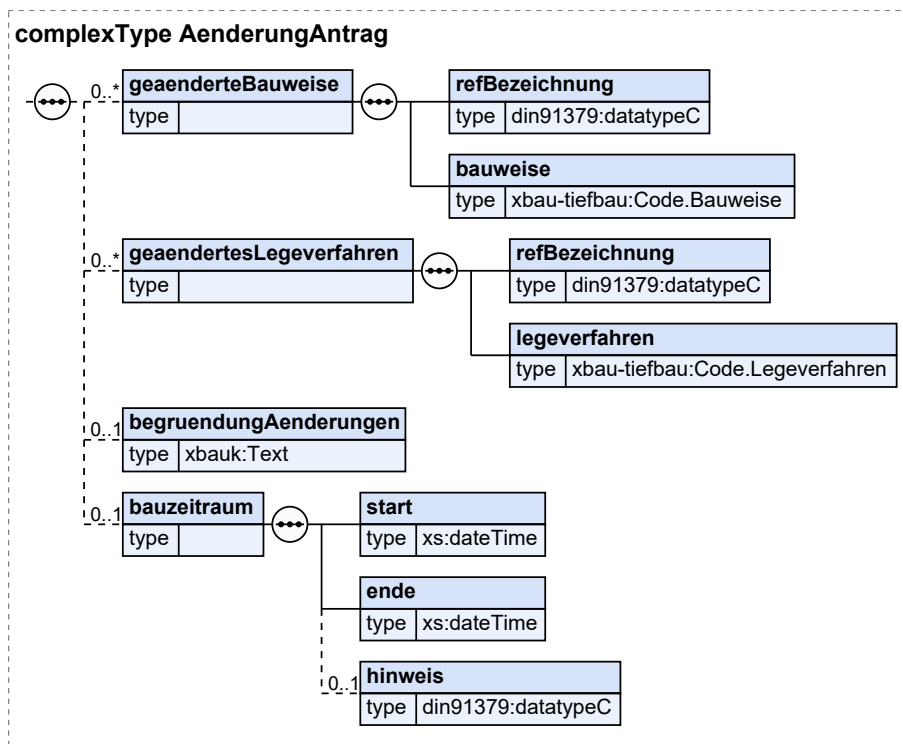 complexType AenderungAntrag
0..* geaenderteBauweise
type
refBezeichnung
type din91379:datatypeC
bauweise
type xbau-tiefbau:Code.Bauweise
0..* geaendertesLegeverfahren
type
refBezeichnung
type din91379:datatypeC
legeverfahren
type xbau-tiefbau:Code.Legeverfahren
0..1 begruendungAenderungen
type xbauk:Text
0..1 bauzeitraum
type
start
type xs:dateTime
ende
type xs:dateTime
0..1 hinweis
type din91379:datatypeC